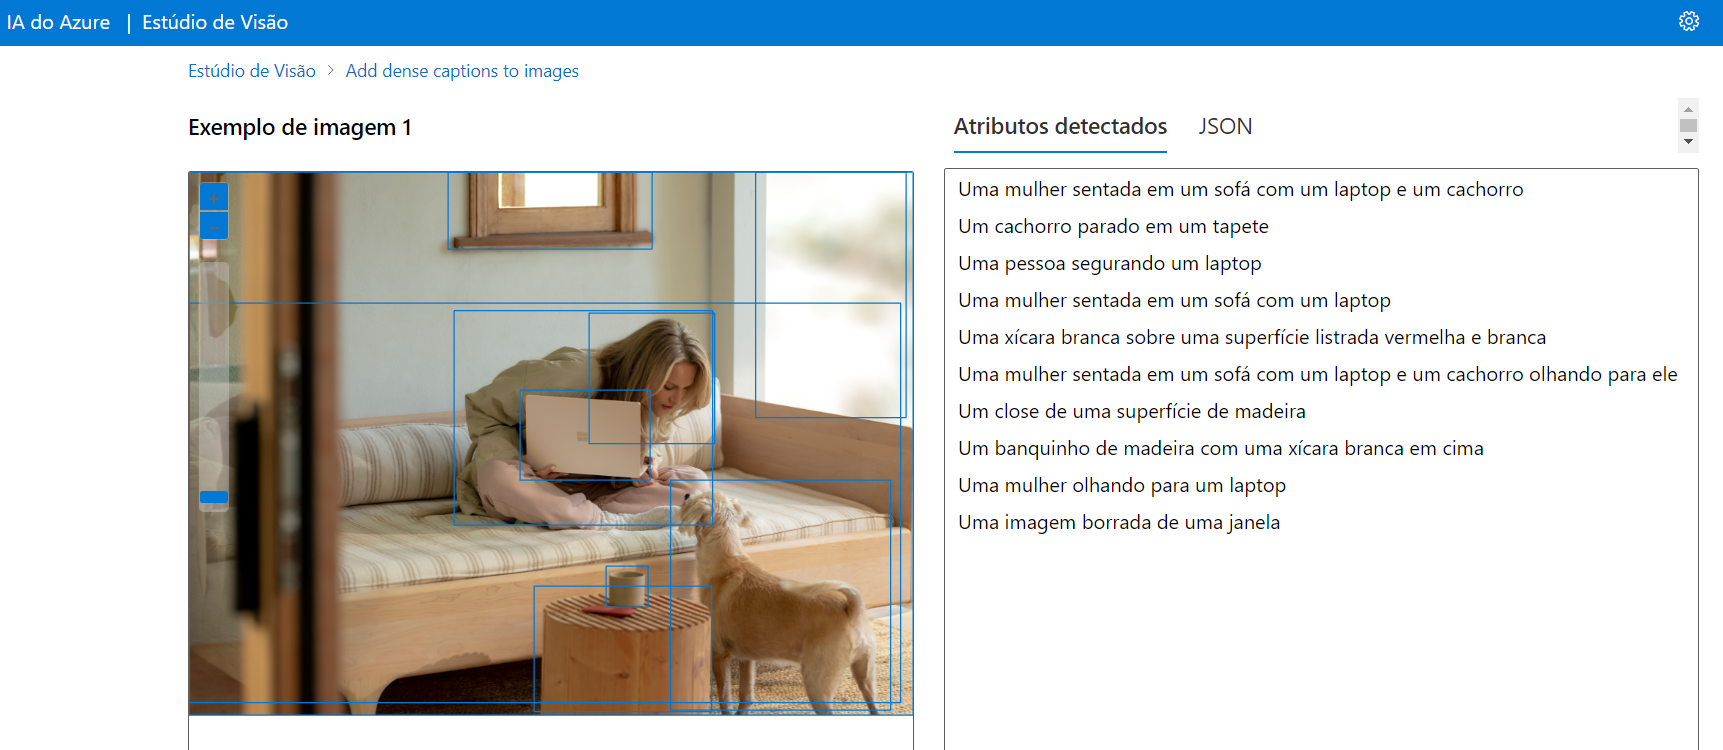 IA do Azure | Estúdio de Visão
Estúdio de Visão > Add dense captions to images
Exemplo de imagem 1
Atributos detectados JSON
+
−
Uma mulher sentada em um sofá com um laptop e um cachorro
Um cachorro parado em um tapete
Uma pessoa segurando um laptop
Uma mulher sentada em um sofá com um laptop
Uma xícara branca sobre uma superfície listrada vermelha e branca
Uma mulher sentada em um sofá com um laptop e um cachorro olhando para ele
Um close de uma superfície de madeira
Um banquinho de madeira com uma xícara branca em cima
Uma mulher olhando para um laptop
Uma imagem borrada de uma janela